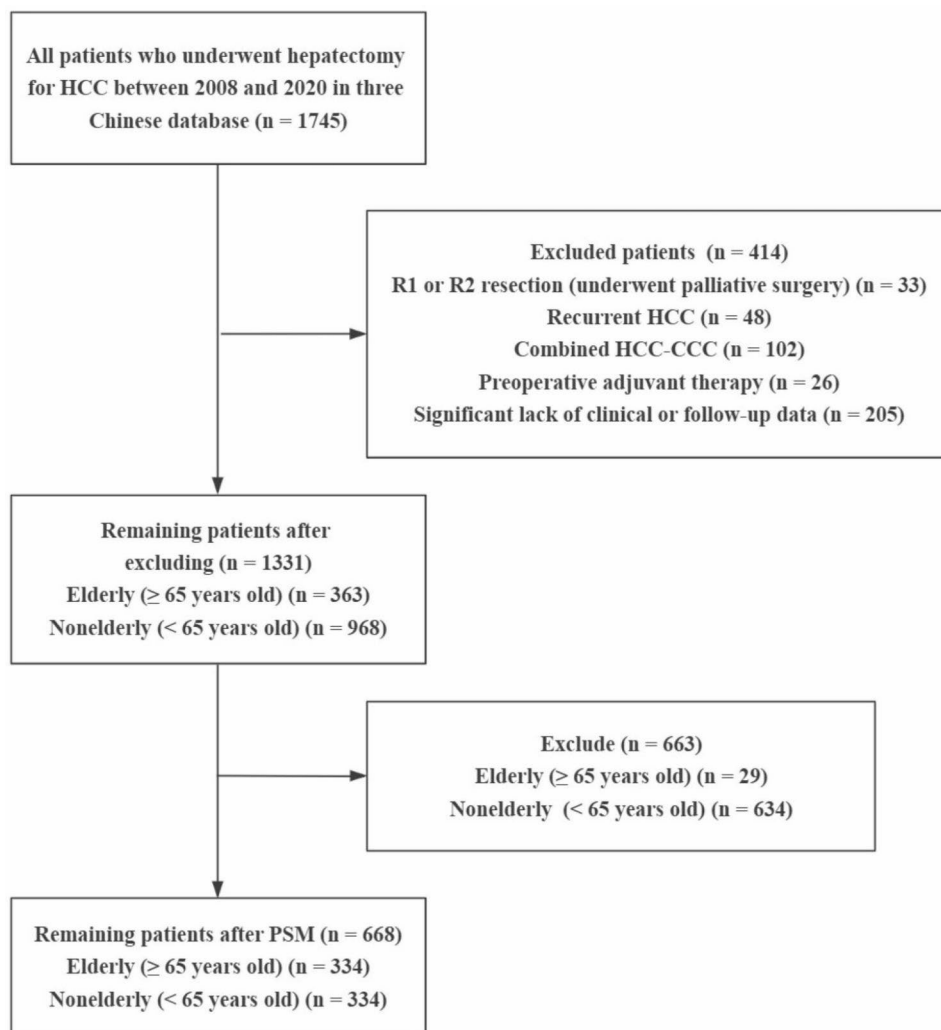 All patients who underwent hepatectomy
for HCC between 2008 and 2020 in three
Chinese database (n = 1745)
Excluded patients (n = 414)
R1 or R2 resection (underwent palliative surgery) (n = 33)
Recurrent HCC (n = 48)
Combined HCC-CCC (n = 102)
Preoperative adjuvant therapy (n = 26)
Significant lack of clinical or follow-up data (n = 205)
Remaining patients after
excluding (n = 1331)
Elderly (≥ 65 years old) (n = 363)
Nonelderly (< 65 years old) (n = 968)
Exclude (n = 663)
Elderly (≥ 65 years old) (n = 29)
Nonelderly (< 65 years old) (n = 634)
Remaining patients after PSM (n = 668)
Elderly (≥ 65 years old) (n = 334)
Nonelderly (< 65 years old) (n = 334)